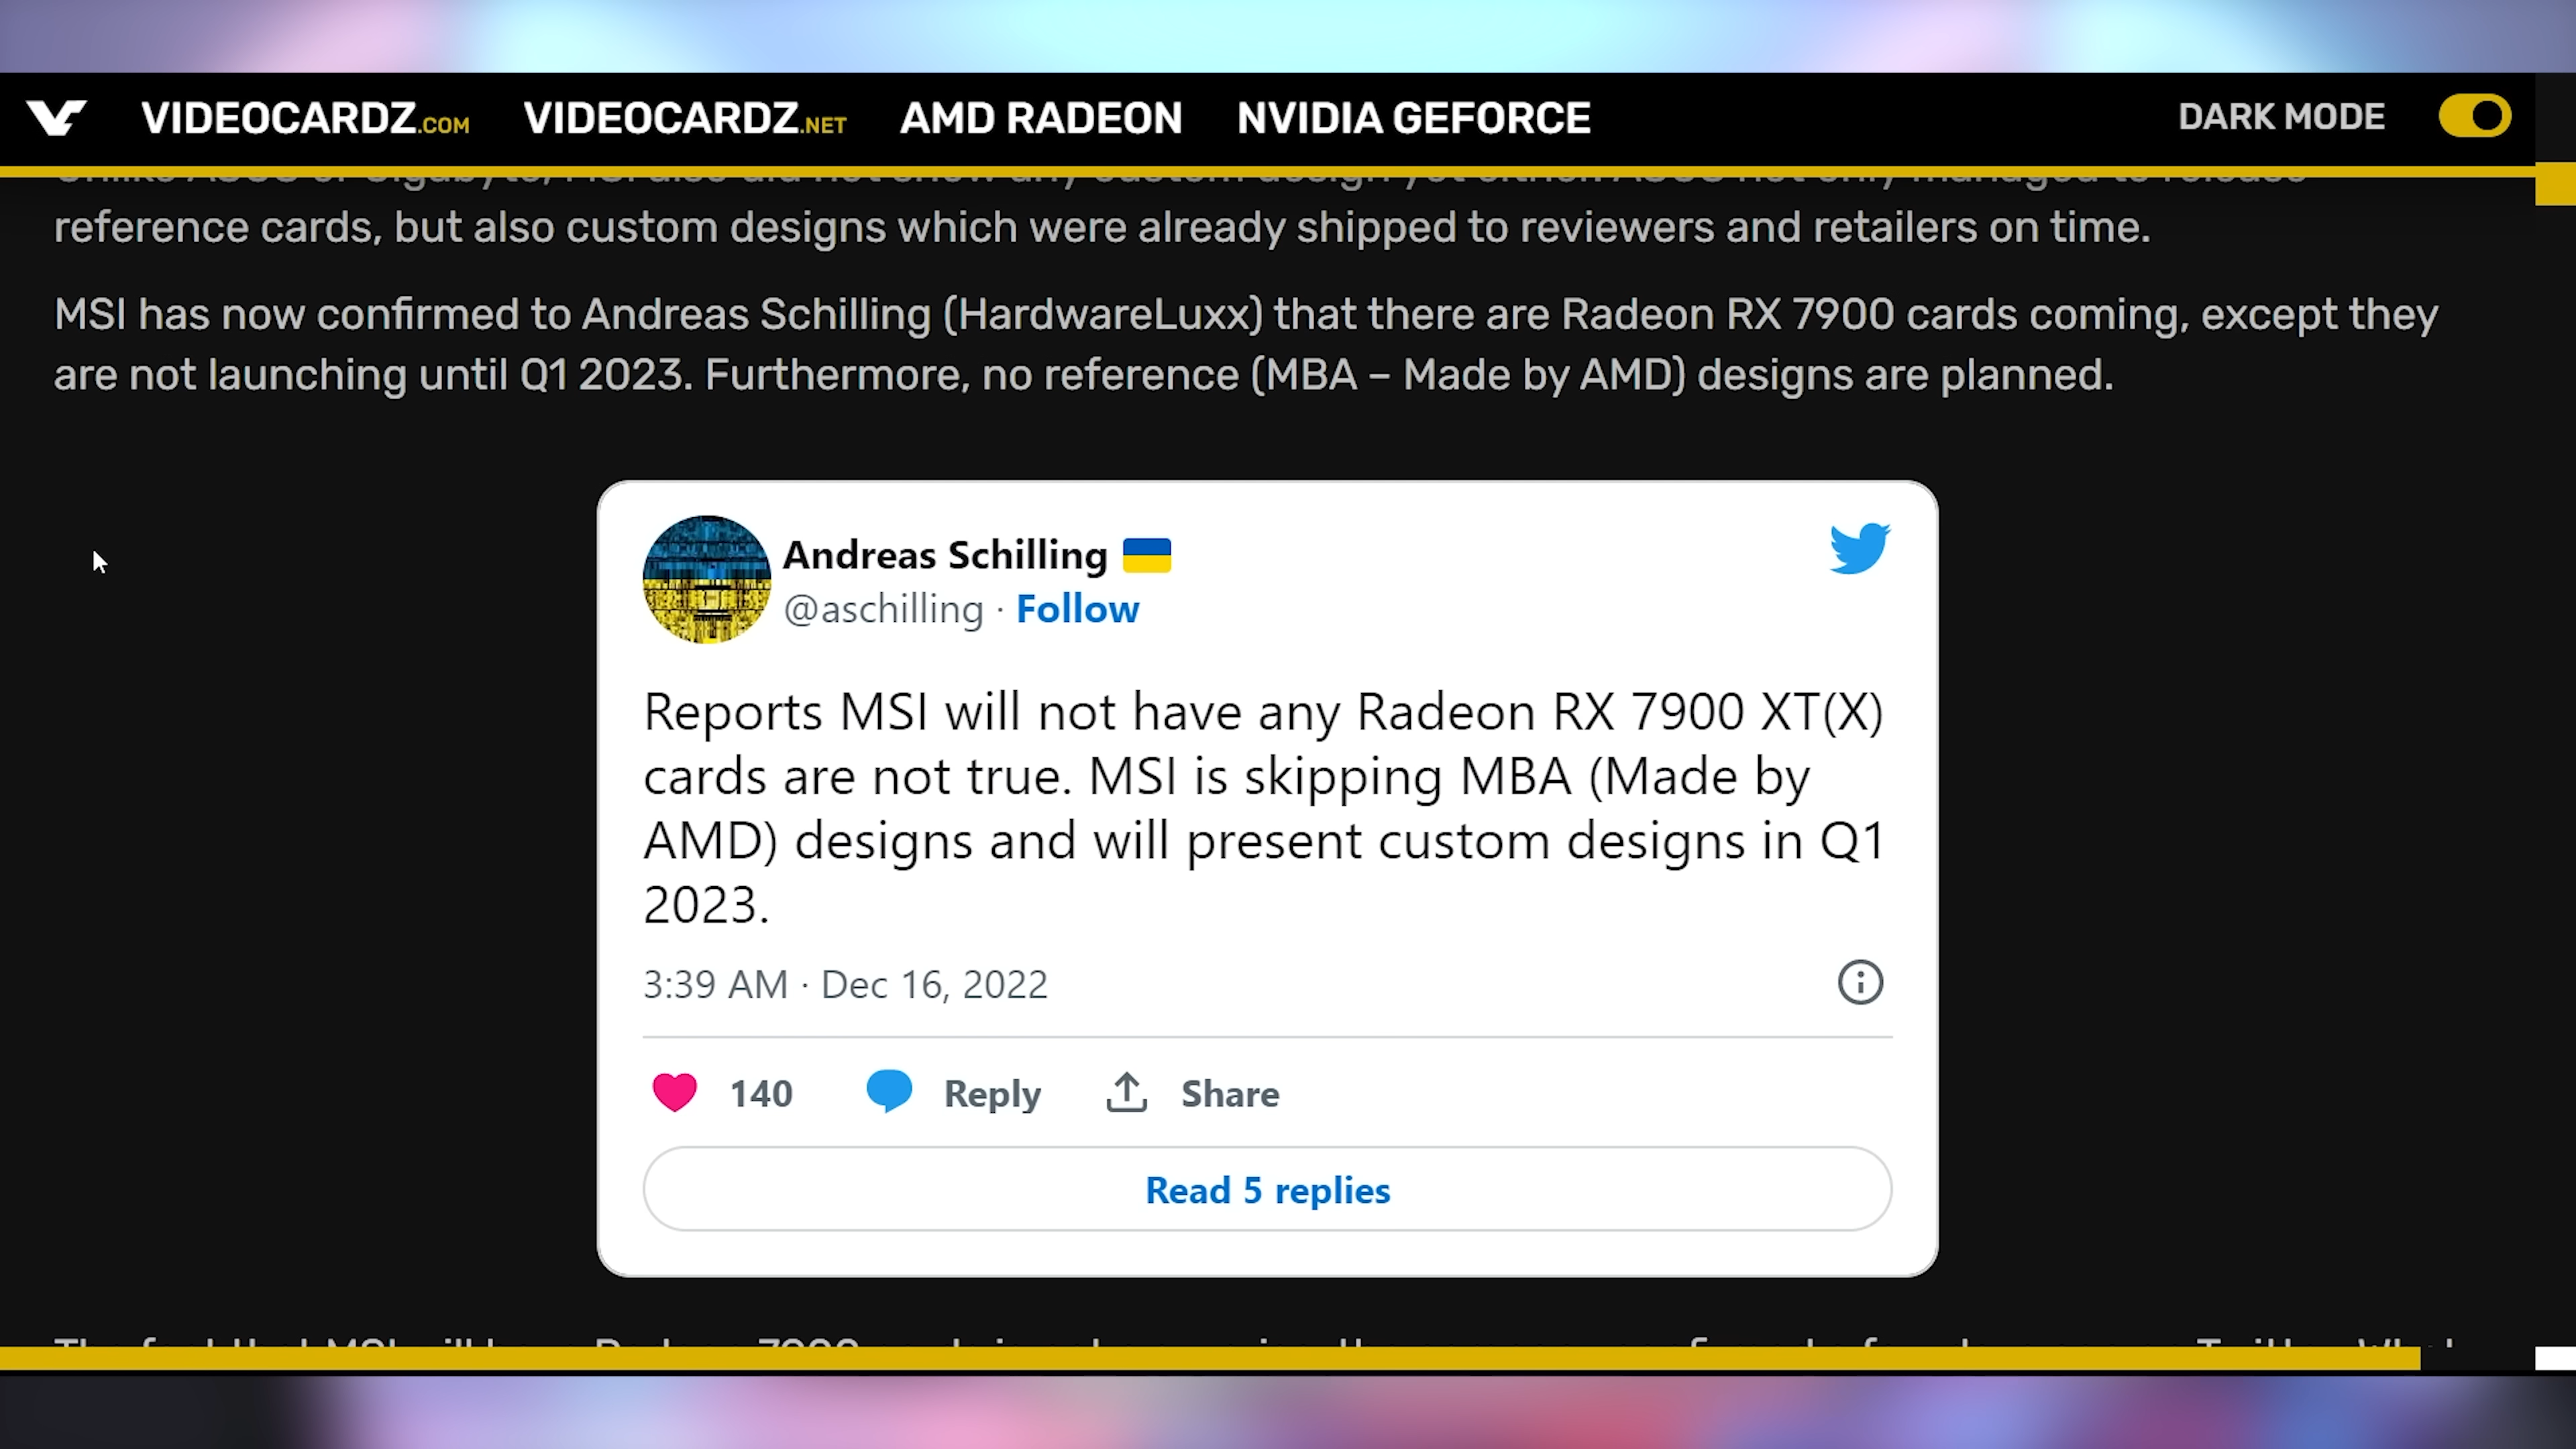 VIDEOCARDZ.COM VIDEOCARDZ.NET AMD RADEON NVIDIA GEFORCE DARK MODE
reference cards, but also custom designs which were already shipped to reviewers and retailers on time.
MSI has now confirmed to Andreas Schilling (HardwareLuxx) that there are Radeon RX 7900 cards coming, except they
are not launching until Q1 2023. Furthermore, no reference (MBA – Made by AMD) designs are planned.
Andreas Schilling
@aschilling · Follow
Reports MSI will not have any Radeon RX 7900 XT(X)
cards are not true. MSI is skipping MBA (Made by
AMD) designs and will present custom designs in Q1
2023.
3:39 AM · Dec 16, 2022
140 Reply Share
Read 5 replies